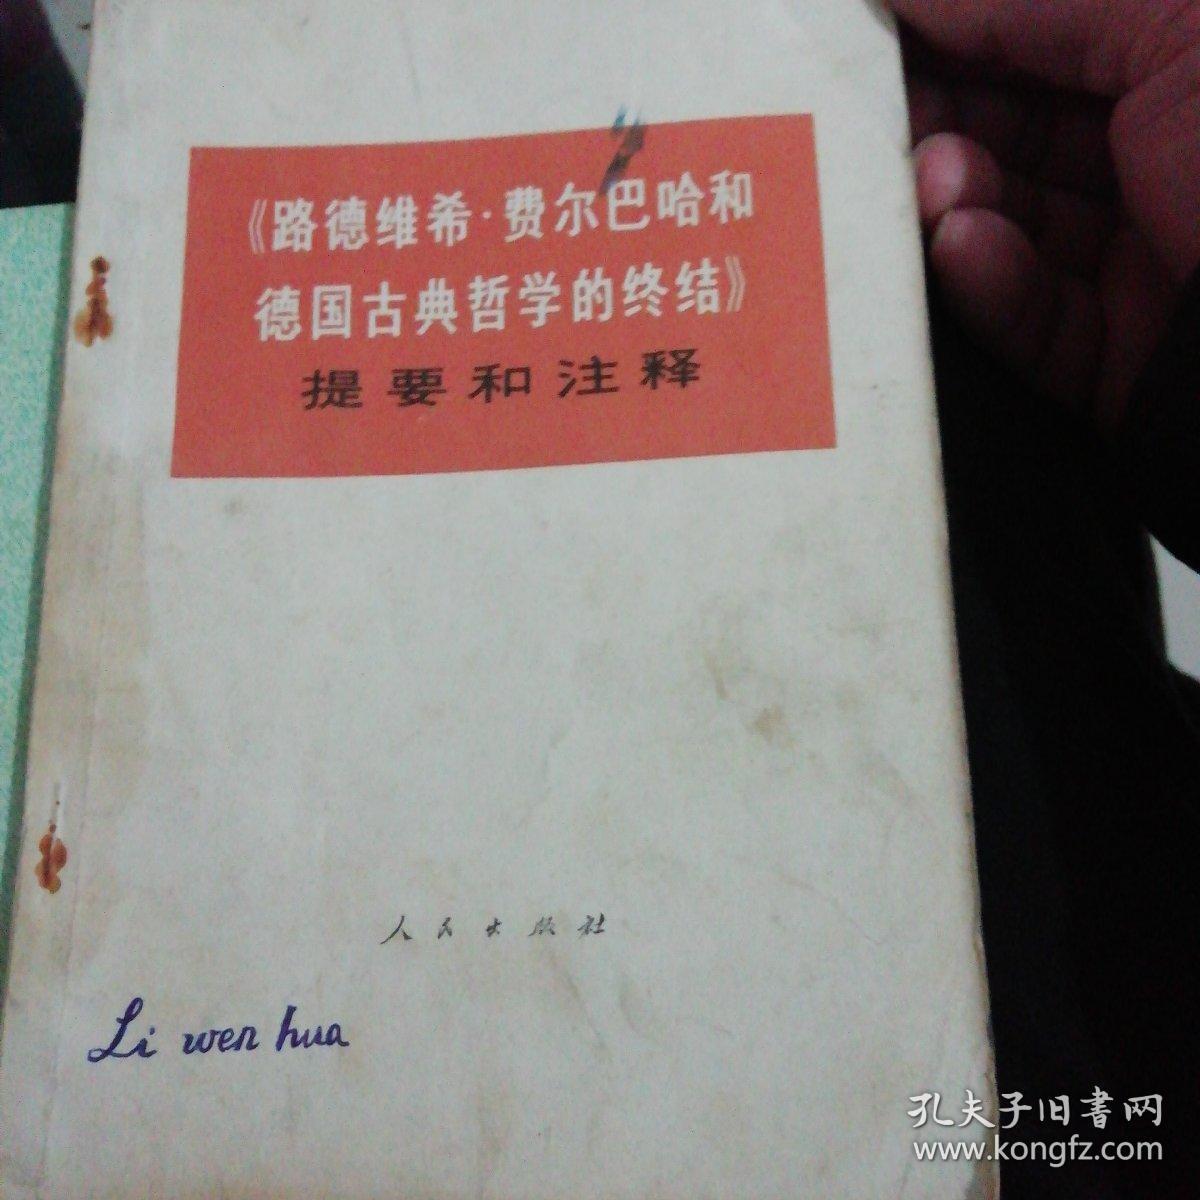 《路德维希·费尔巴哈和
德国古典哲学的终结》
提要和注释
人民出版社
Li wen hua
孔夫子旧書网
www.kongfz.com